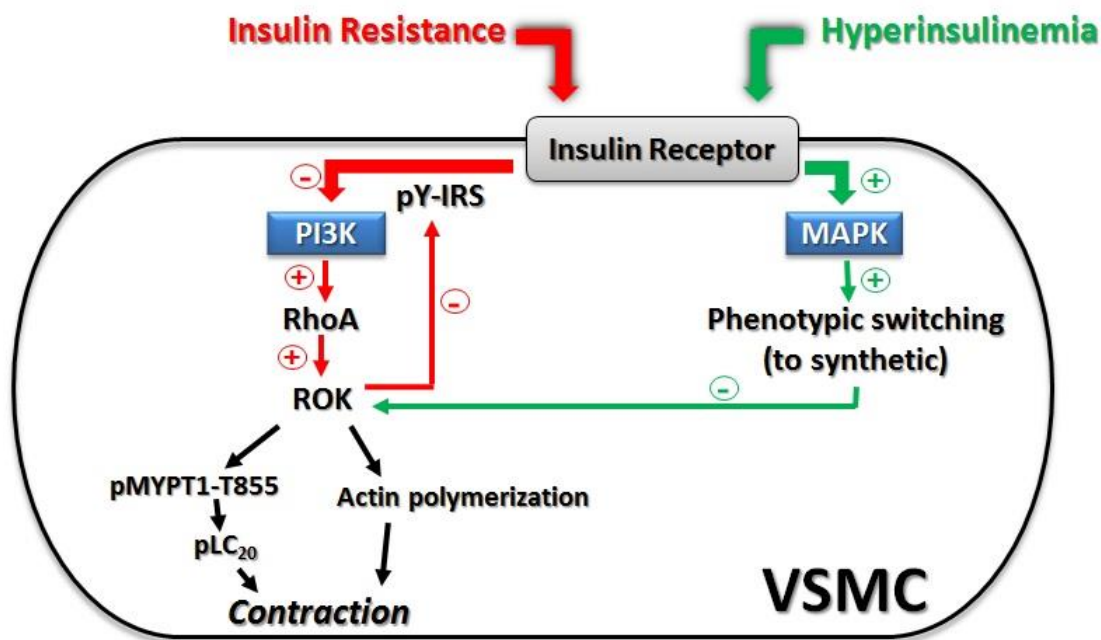 Insulin Resistance
Hyperinsulinemia
Insulin Receptor
-
+
pY-IRS
PI3K
MAPK
+
+
-
RhoA
Phenotypic switching
(to synthetic)
+
-
ROK
pMYPT1-T855
Actin polymerization
pLC₂₀
Contraction
VSMC